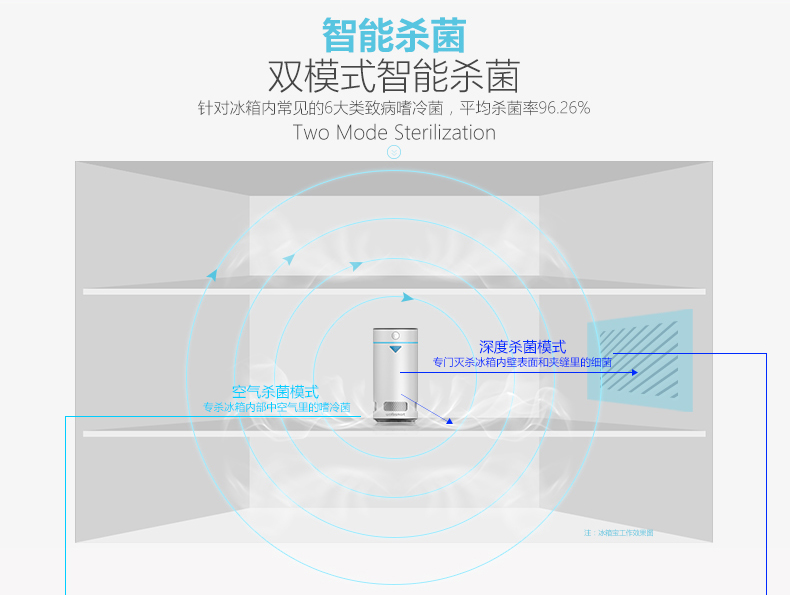 智能杀菌
双模式智能杀菌
针对冰箱内常见的6大类致病嗜冷菌，平均杀菌率96.26%
Two Mode Sterilization
深度杀菌模式
专门灭杀冰箱内壁表面和夹缝里的细菌
空气杀菌模式
专杀冰箱内部中空气里的嗜冷菌
注：冰箱宝工作效果图